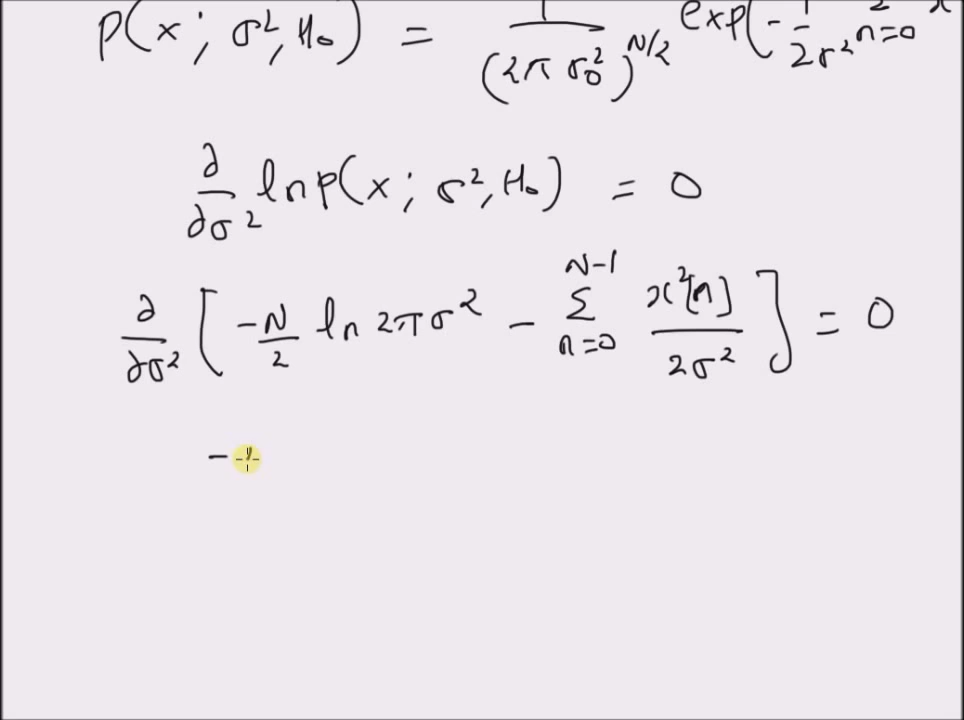 p(x; σ², H₀) = 1/(2πσ₀²)^(N/2) exp(- 1/(2σ²) n=0
∂/∂σ² ln p(x; σ², H₀) = 0
∂/∂σ² [ -N/2 ln 2πσ² - Σ_{n=0}^{N-1} x²[n]/(2σ²) ] = 0
-